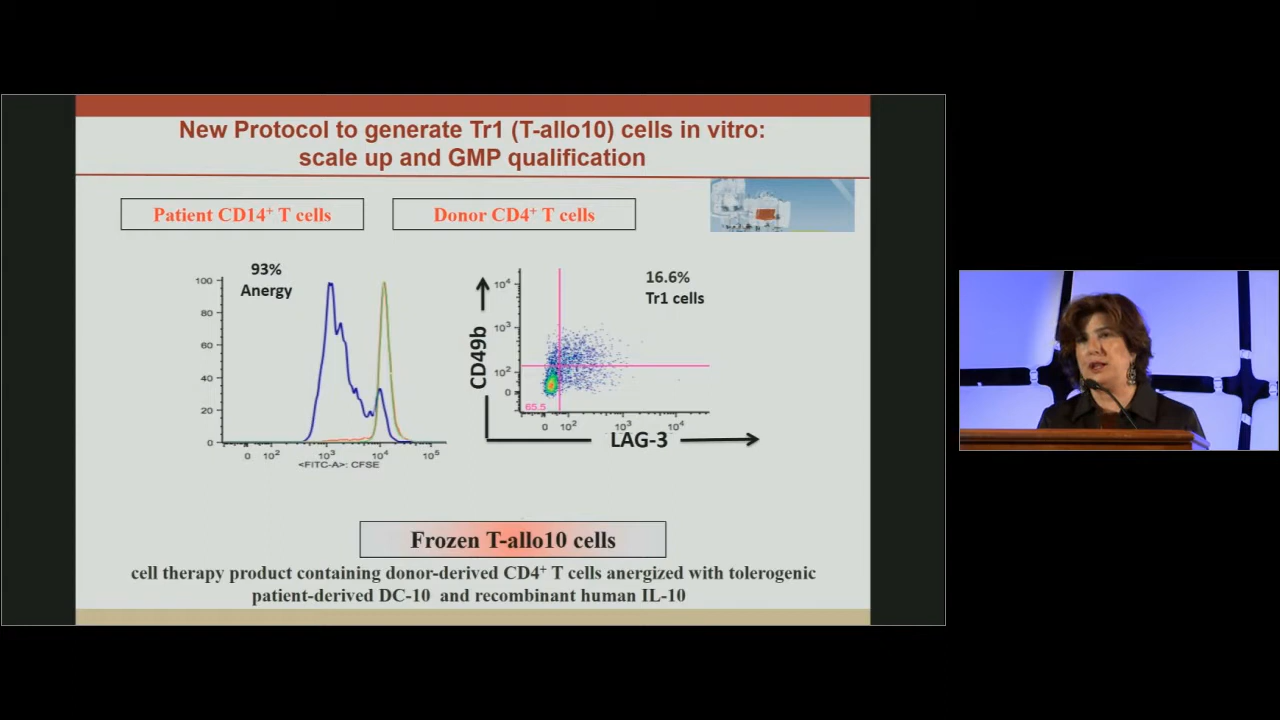 New Protocol to generate Tr1 (T-allo10) cells in vitro:
scale up and GMP qualification
Patient CD14+ T cells
Donor CD4+ T cells
93%
Anergy
100
80
60
40
20
0
0 10² 10³ 10⁴ 10⁵
<FITC-A>: CFSE
16.6%
Tr1 cells
CD49b
10⁴
10³
10²
0
65.5
0 10² 10³ 10⁴
LAG-3
Frozen T-allo10 cells
cell therapy product containing donor-derived CD4+ T cells anergized with tolerogenic
patient-derived DC-10 and recombinant human IL-10